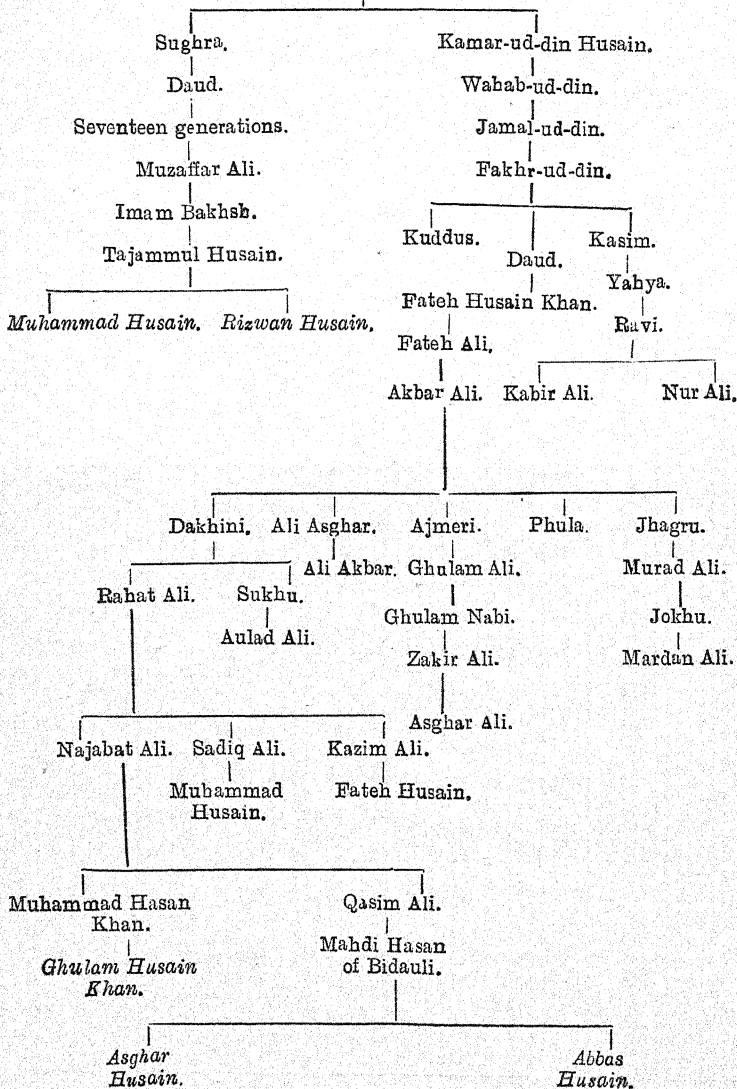 Sughra. Kamar-ud-din Husain.
Daud. Wahab-ud-din.
Seventeen generations. Jamal-ud-din.
Muzaffar Ali. Fakhr-ud-din.
Imam Bakhsh.
Kuddus. Kasim.
Tajammul Husain. Daud.
Yahya.
Fateh Husain Khan.
Muhammad Husain. Rizwan Husain. Ravi.
Fateh Ali.
Akbar Ali. Kabir Ali. Nur Ali.
Dakhini. Ali Asghar. Ajmeri. Phula. Jhagru.
Ali Akbar. Ghulam Ali. Murad Ali.
Rahat Ali. Sukhu.
Ghulam Nabi. Jokhu.
Aulad Ali.
Zakir Ali. Mardan Ali.
Asghar Ali.
Najabat Ali. Sadiq Ali. Kazim Ali.
Muhammad Fateh Husain.
Husain.
Muhammad Hasan Qasim Ali.
Khan.
Mahdi Hasan
Ghulam Husain of Bidauli.
Khan.
Asghar Abbas
Husain. Husain.